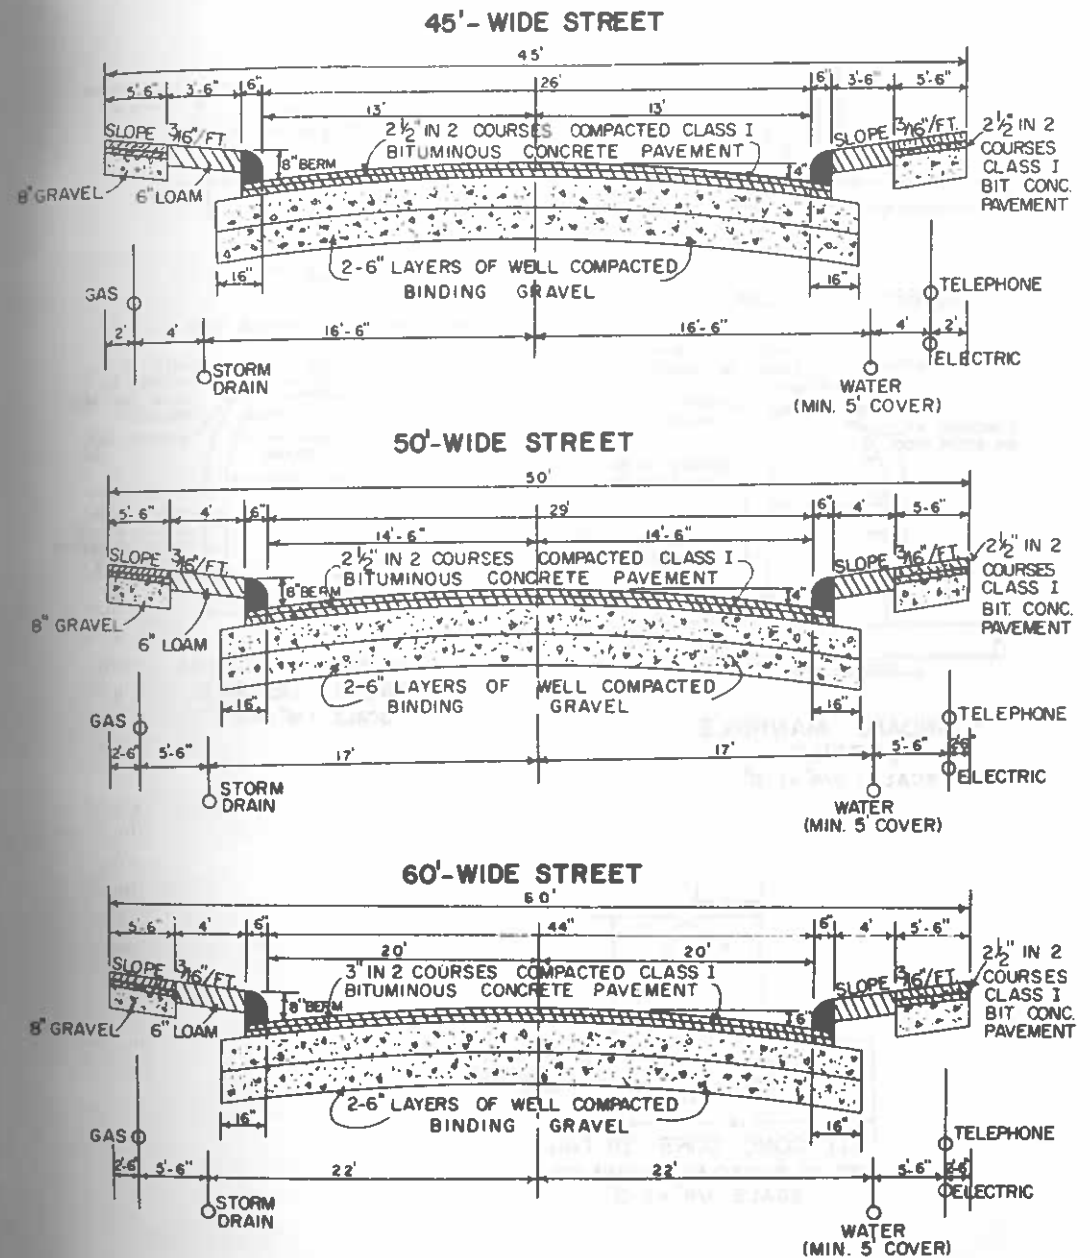 45'-WIDE STREET
45'
5'-6" 3'-6" 6" 26' 6" 3'-6" 5'-6"
13' 13'
SLOPE 3/16"/FT. 2 1/2" IN 2 COURSES COMPACTED CLASS I SLOPE 3/16"/FT. 2 1/2" IN 2
8" BERM BITUMINOUS CONCRETE PAVEMENT 4" COURSES
CLASS I
8" GRAVEL 6" LOAM BIT CONC.
PAVEMENT
2-6" LAYERS OF WELL COMPACTED
16" BINDING GRAVEL 16"
GAS TELEPHONE
2' 4' 16'-6" 16'-6" 4' 2'
STORM ELECTRIC
DRAIN WATER
(MIN. 5' COVER)
50'-WIDE STREET
50'
5'-6" 4' 6" 29' 6" 4' 5-6"
14'-6" 14'-6"
SLOPE 3/16"/FT. 2 1/2" IN 2 COURSES COMPACTED CLASS I SLOPE 3/16"/FT. 2 1/2" IN 2
8" BERM BITUMINOUS CONCRETE PAVEMENT 4" COURSES
CLASS I
8" GRAVEL BIT. CONC.
6" LOAM PAVEMENT
2-6" LAYERS OF WELL COMPACTED
16" BINDING GRAVEL 16"
GAS TELEPHONE
2'-6" 5'-6" 17' 17' 5'-6"
STORM ELECTRIC
DRAIN WATER
(MIN. 5' COVER)
60'-WIDE STREET
60'
5'-6" 4' 6" 44" 6" 4' 5'-6"
20' 20'
SLOPE 3/16"/FT. 3" IN 2 COURSES COMPACTED CLASS I SLOPE 3/16"/FT. 2 1/2" IN 2
8" BERM BITUMINOUS CONCRETE PAVEMENT 6" COURSES
CLASS I
8" GRAVEL 6" LOAM BIT CONC.
PAVEMENT
2-6" LAYERS OF WELL COMPACTED
16" BINDING GRAVEL 16"
GAS TELEPHONE
2'-6" 5'-6" 22' 22' 5'-6" 2'-6"
STORM ELECTRIC
DRAIN WATER
(MIN. 5' COVER)